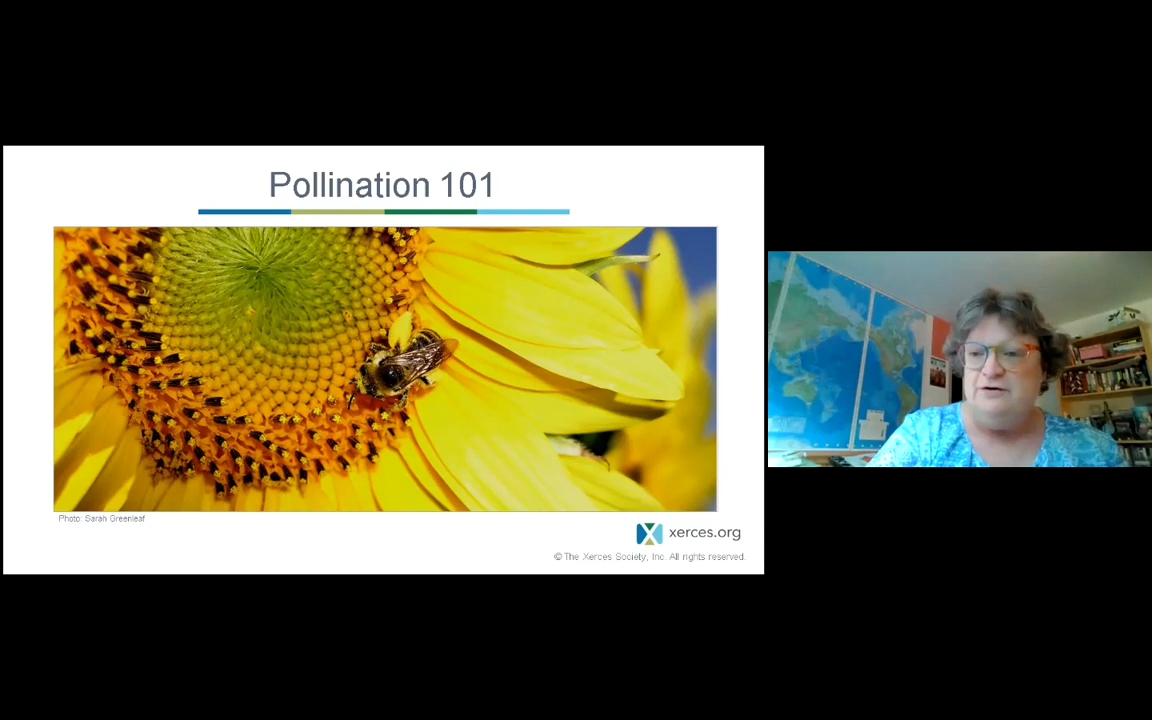 Pollination 101
Photo: Sarah Greenleaf
xerces.org
© The Xerces Society, Inc. All rights reserved.